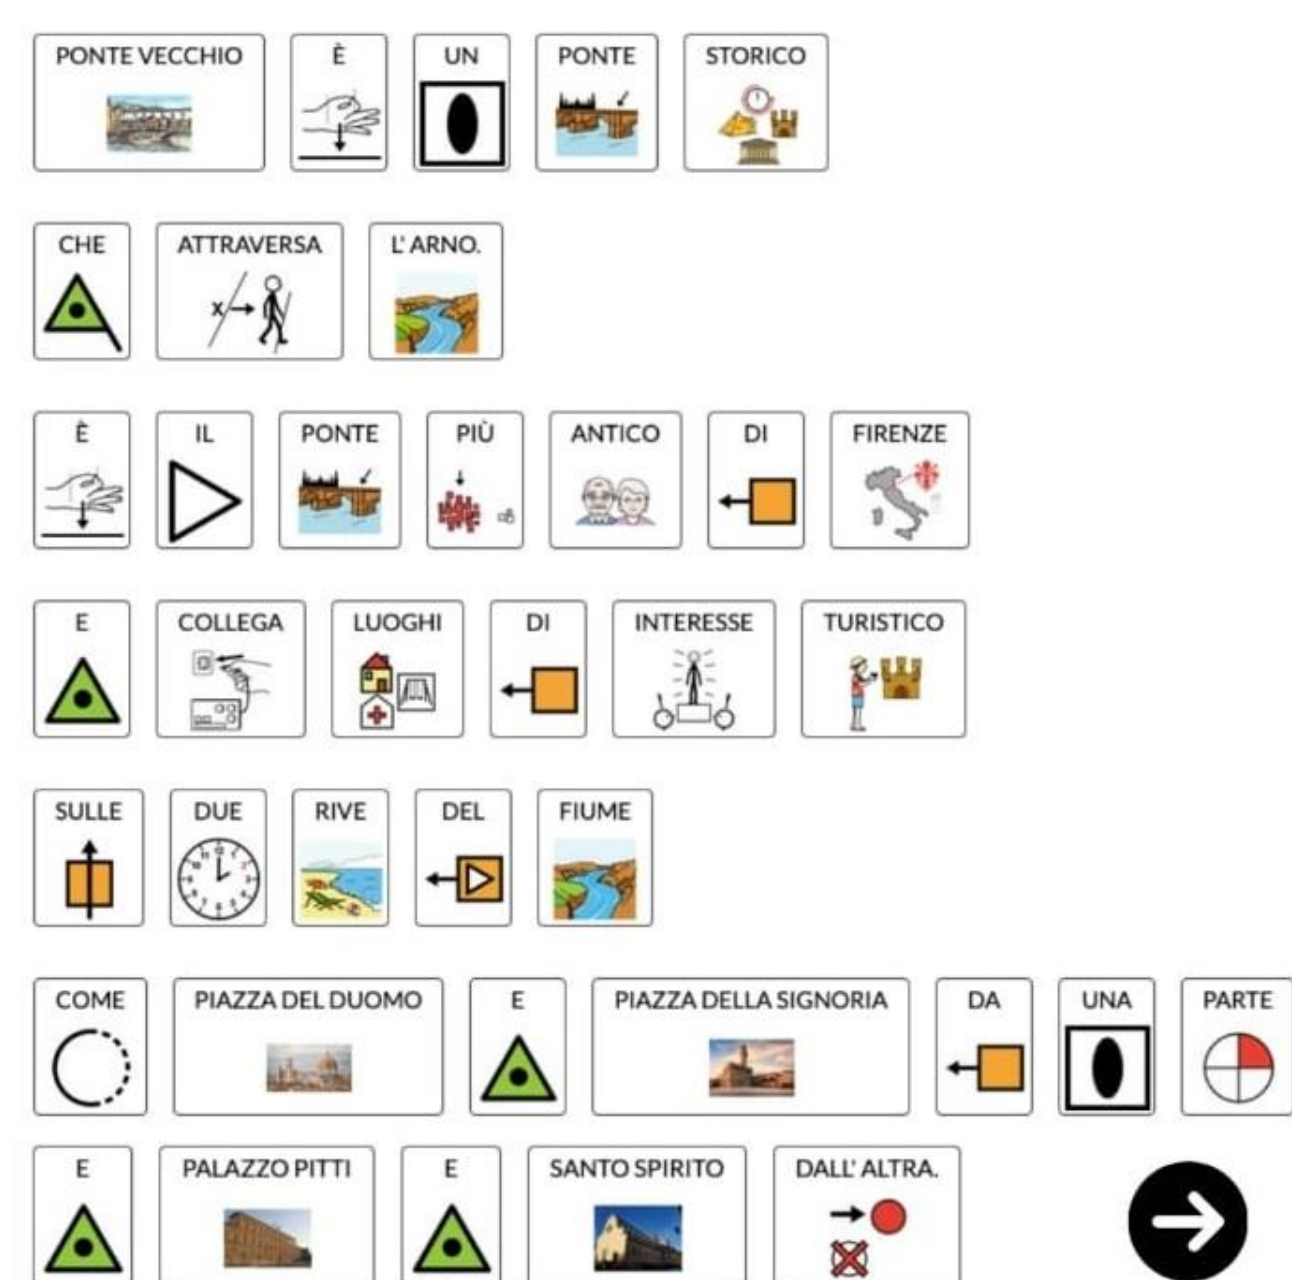 PONTE VECCHIO È UN PONTE STORICO
CHE ATTRAVERSA L' ARNO.
È IL PONTE PIÙ ANTICO DI FIRENZE
E COLLEGA LUOGHI DI INTERESSE TURISTICO
SULLE DUE RIVE DEL FIUME
COME PIAZZA DEL DUOMO E PIAZZA DELLA SIGNORIA DA UNA PARTE
E PALAZZO PITTI E SANTO SPIRITO DALL' ALTRA.